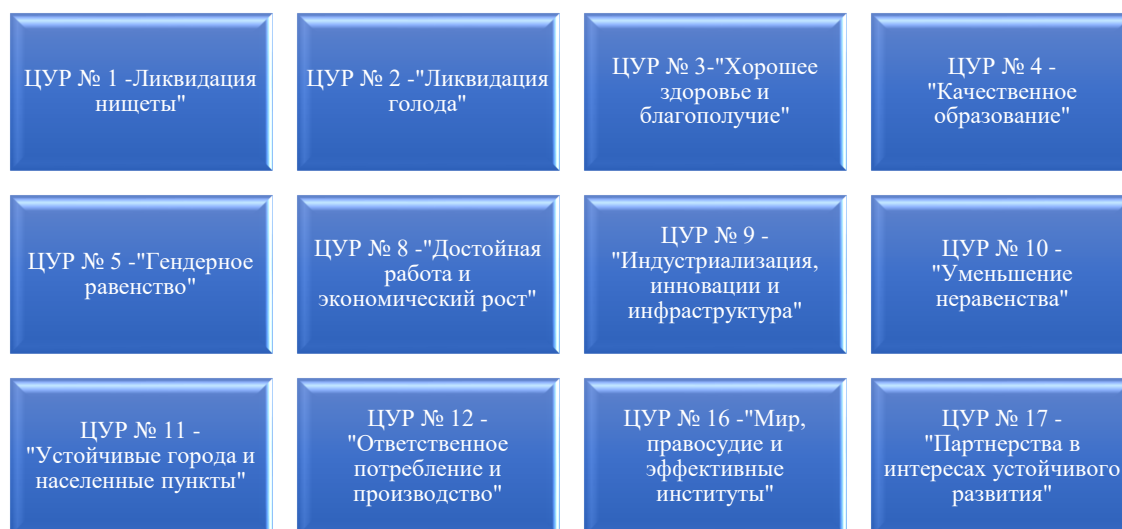 ЦУР № 1 -Ликвидация
нищеты"
ЦУР № 2 -"Ликвидация
голода"
ЦУР № 3-"Хорошее
здоровье и
благополучие"
ЦУР № 4 -
"Качественное
образование"
ЦУР № 5 -"Гендерное
равенство"
ЦУР № 8 -"Достойная
работа и
экономический рост"
ЦУР № 9 -
"Индустриализация,
инновации и
инфраструктура"
ЦУР № 10 -
"Уменьшение
неравенства"
ЦУР № 11 -
"Устойчивые города и
населенные пункты"
ЦУР № 12 -
"Ответственное
потребление и
производство"
ЦУР № 16 -"Мир,
правосудие и
эффективные
институты"
ЦУР № 17 -
"Партнерства в
интересах устойчивого
развития"